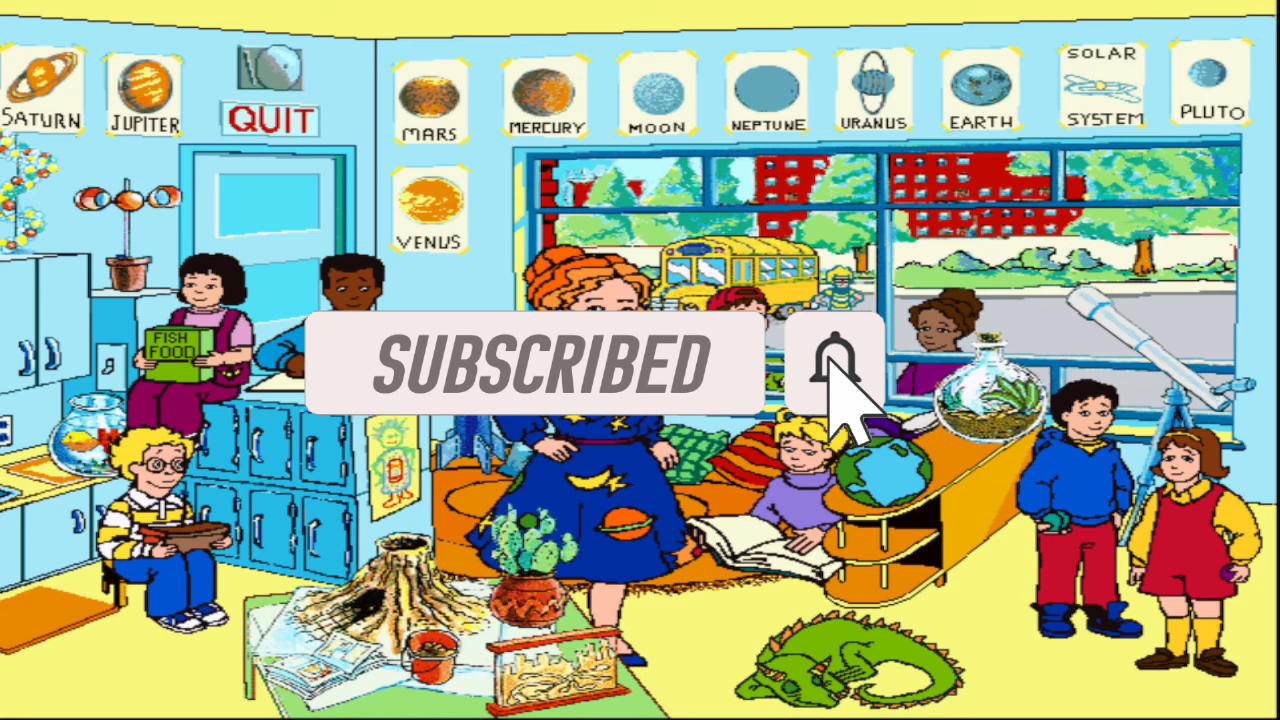 SATURN
JUPITER
QUIT
MARS
MERCURY
MOON
NEPTUNE
URANUS
EARTH
SOLAR
SYSTEM
PLUTO
VENUS
FISH
FOOD
SUBSCRIBED